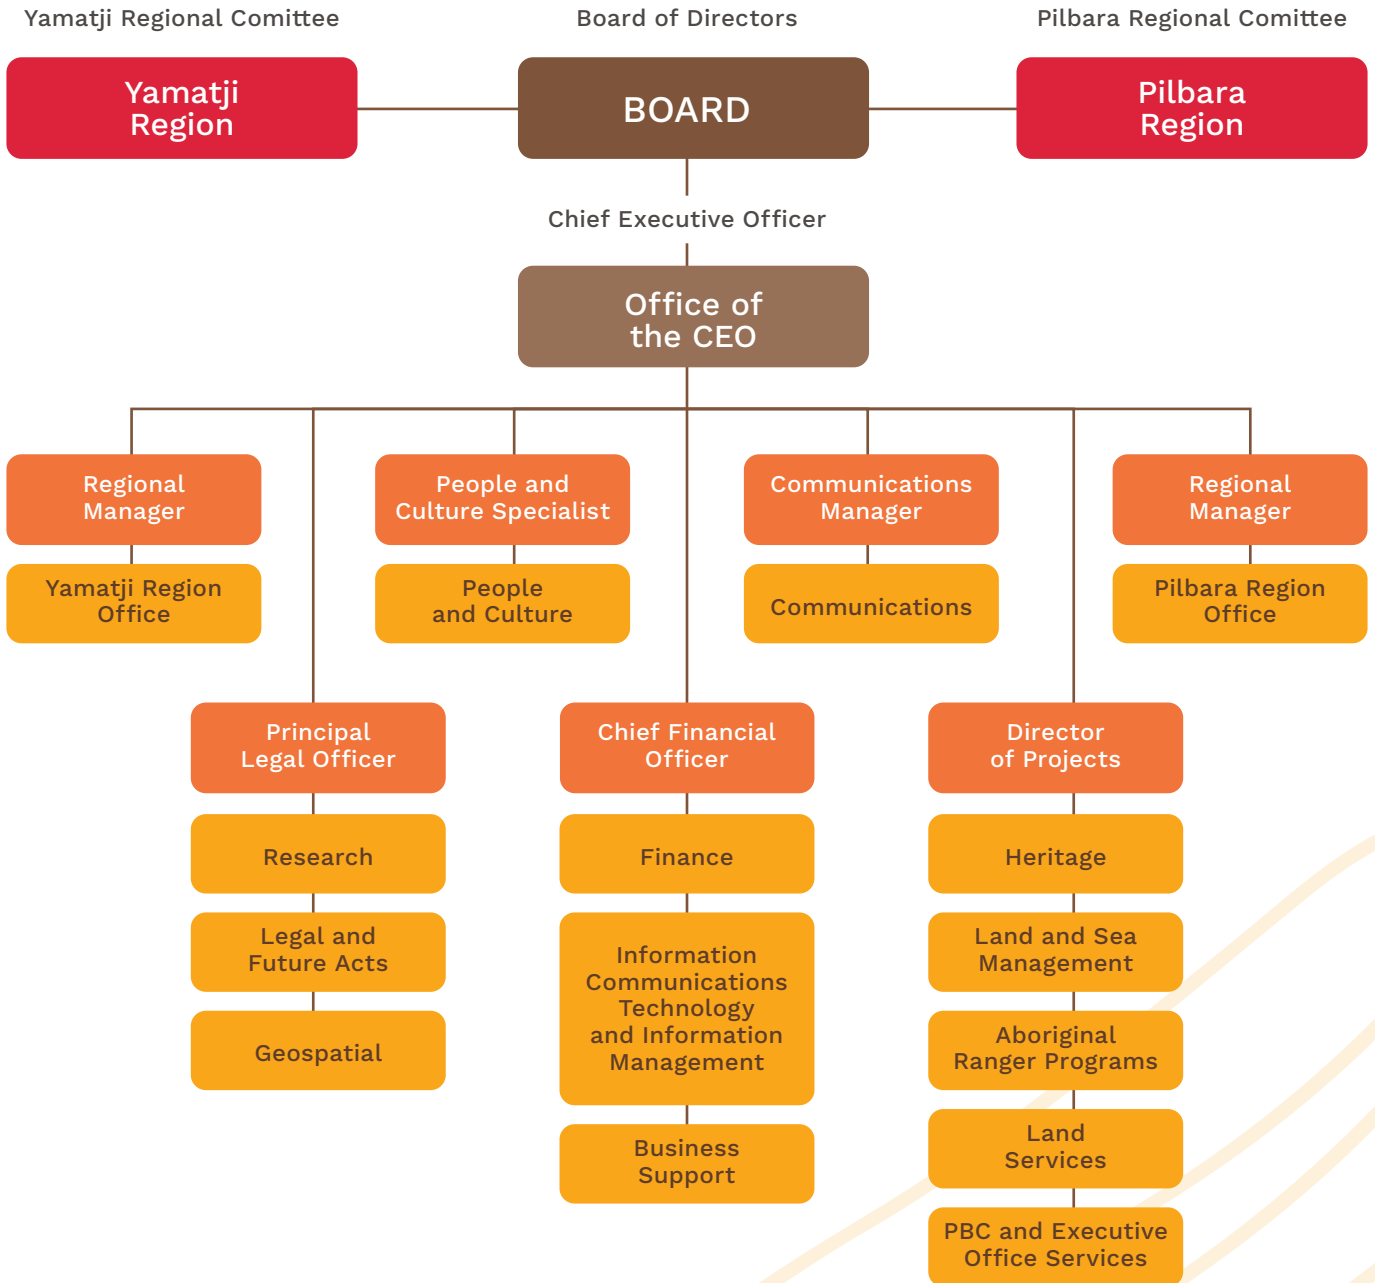 Yamatji Regional Comittee
Board of Directors
Pilbara Regional Comittee
Yamatji
Region
BOARD
Pilbara
Region
Chief Executive Officer
Office of
the CEO
Regional
Manager
People and
Culture Specialist
Communications
Manager
Regional
Manager
Yamatji Region
Office
People
and Culture
Communications
Pilbara Region
Office
Principal
Legal Officer
Chief Financial
Officer
Director
of Projects
Research
Finance
Heritage
Legal and
Future Acts
Information
Communications
Technology
and Information
Management
Land and Sea
Management
Geospatial
Aboriginal
Ranger Programs
Business
Support
Land
Services
PBC and Executive
Office Services